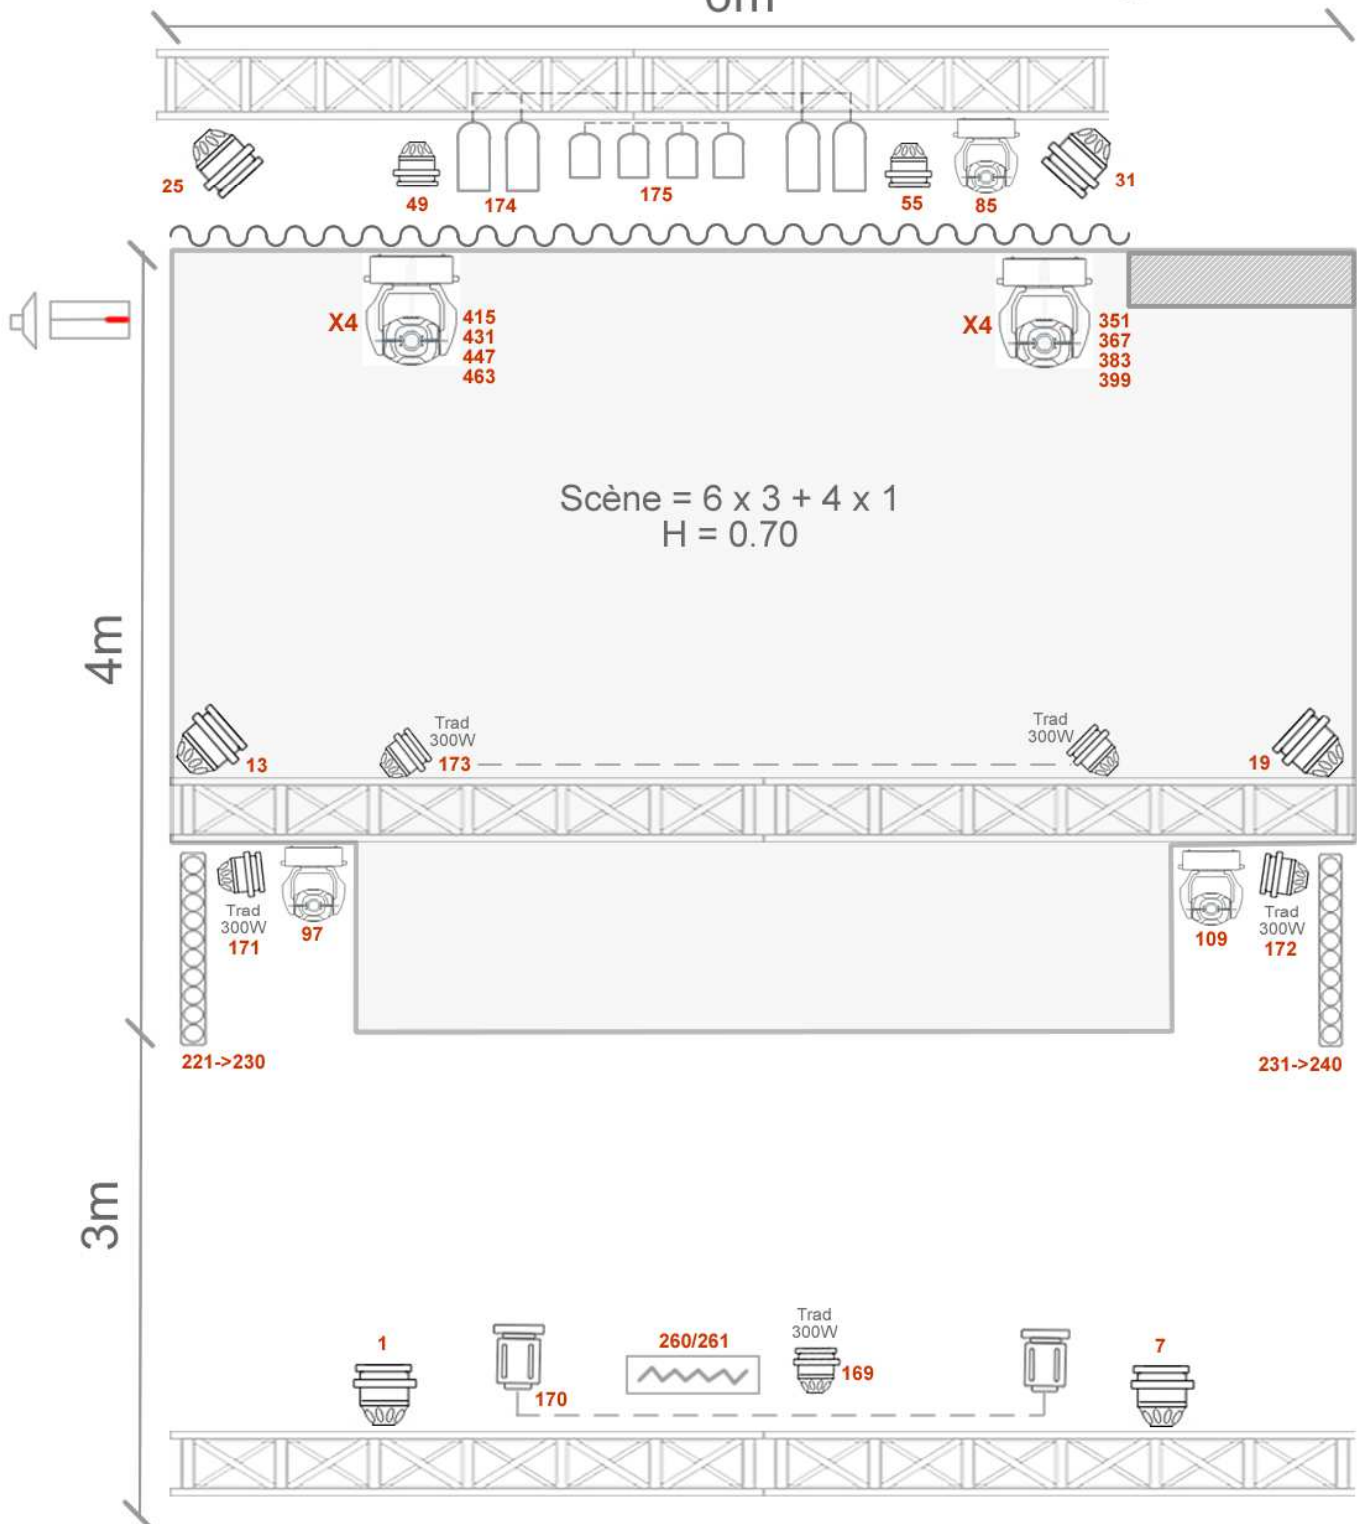 25
49
174
175
55
85
31
X4
415
431
447
463
X4
351
367
383
399
Scène = 6 x 3 + 4 x 1
H = 0.70
4m
13
Trad
300W
173
Trad
300W
19
Trad
300W
171
97
109
Trad
300W
172
221->230
231->240
3m
1
170
260/261
Trad
300W
169
7